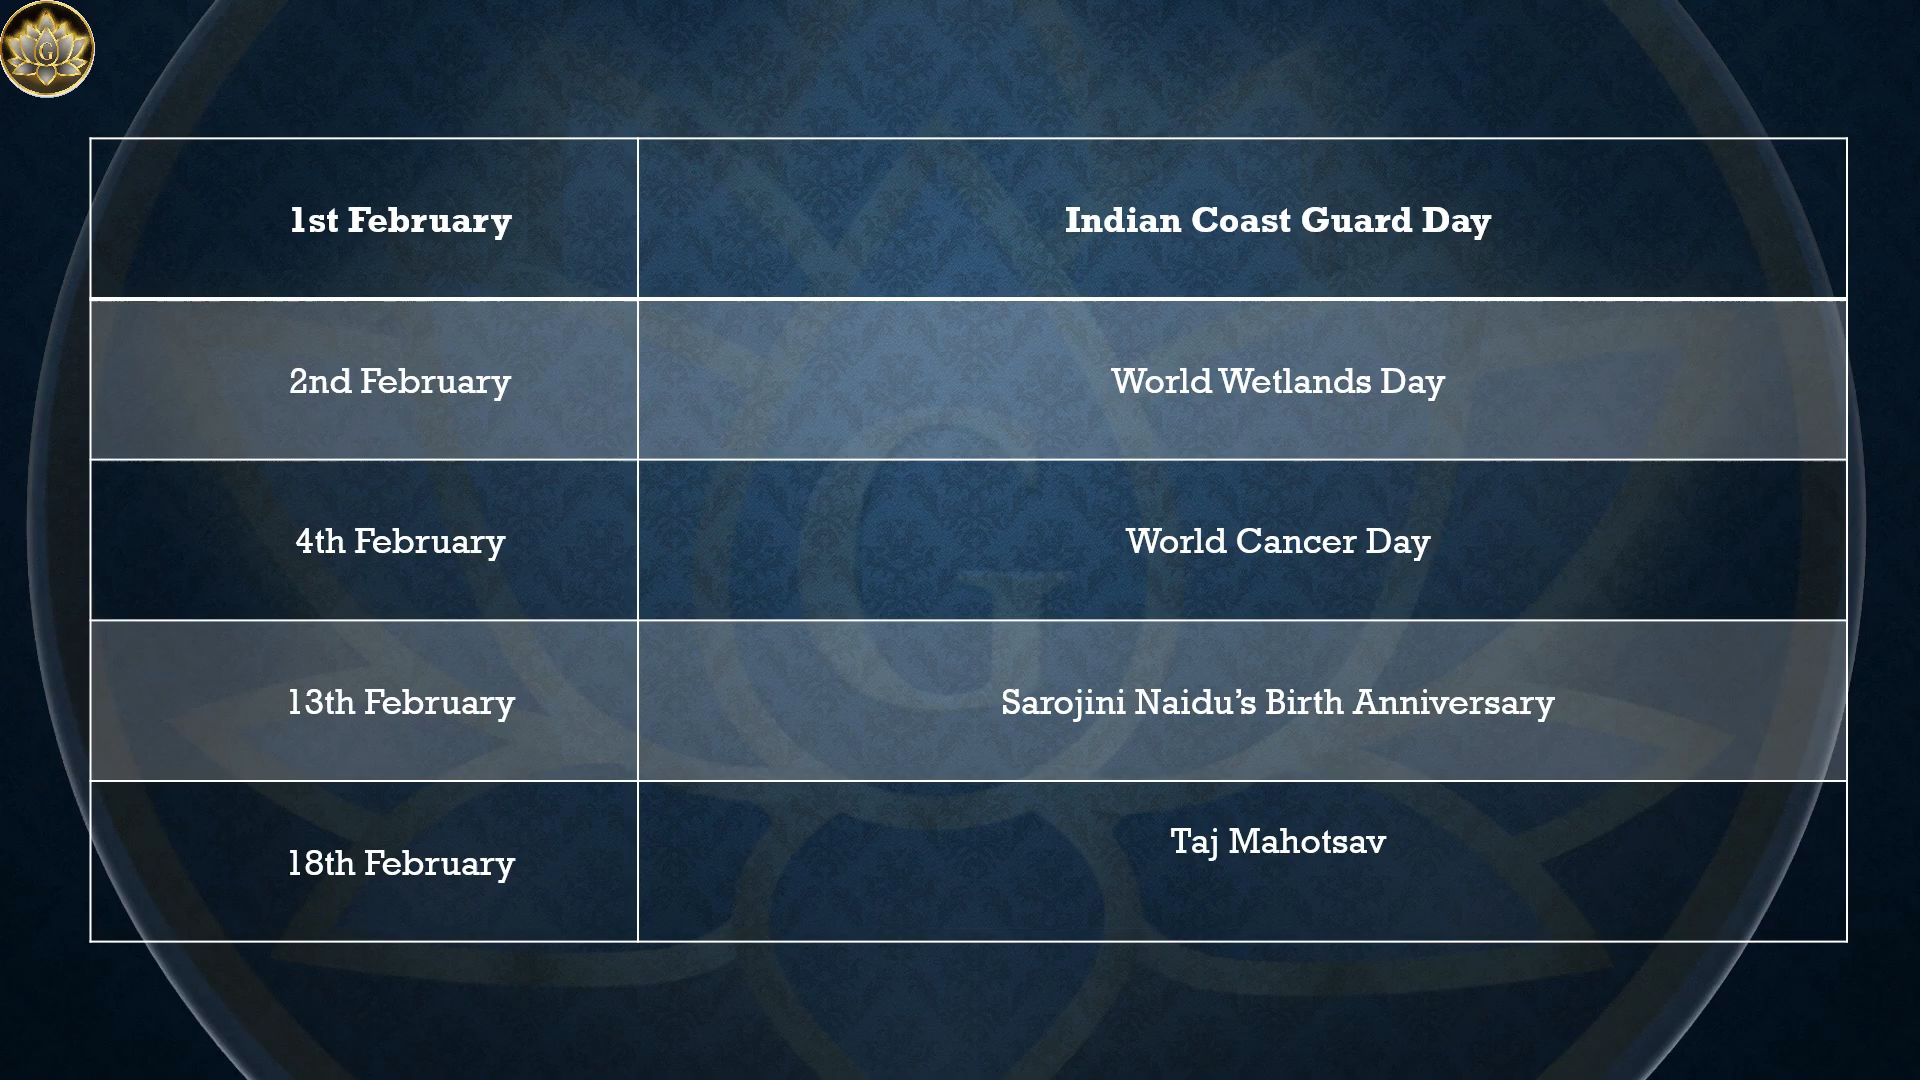 G
1st February Indian Coast Guard Day
2nd February World Wetlands Day
4th February World Cancer Day
13th February Sarojini Naidu’s Birth Anniversary
18th February Taj Mahotsav
G